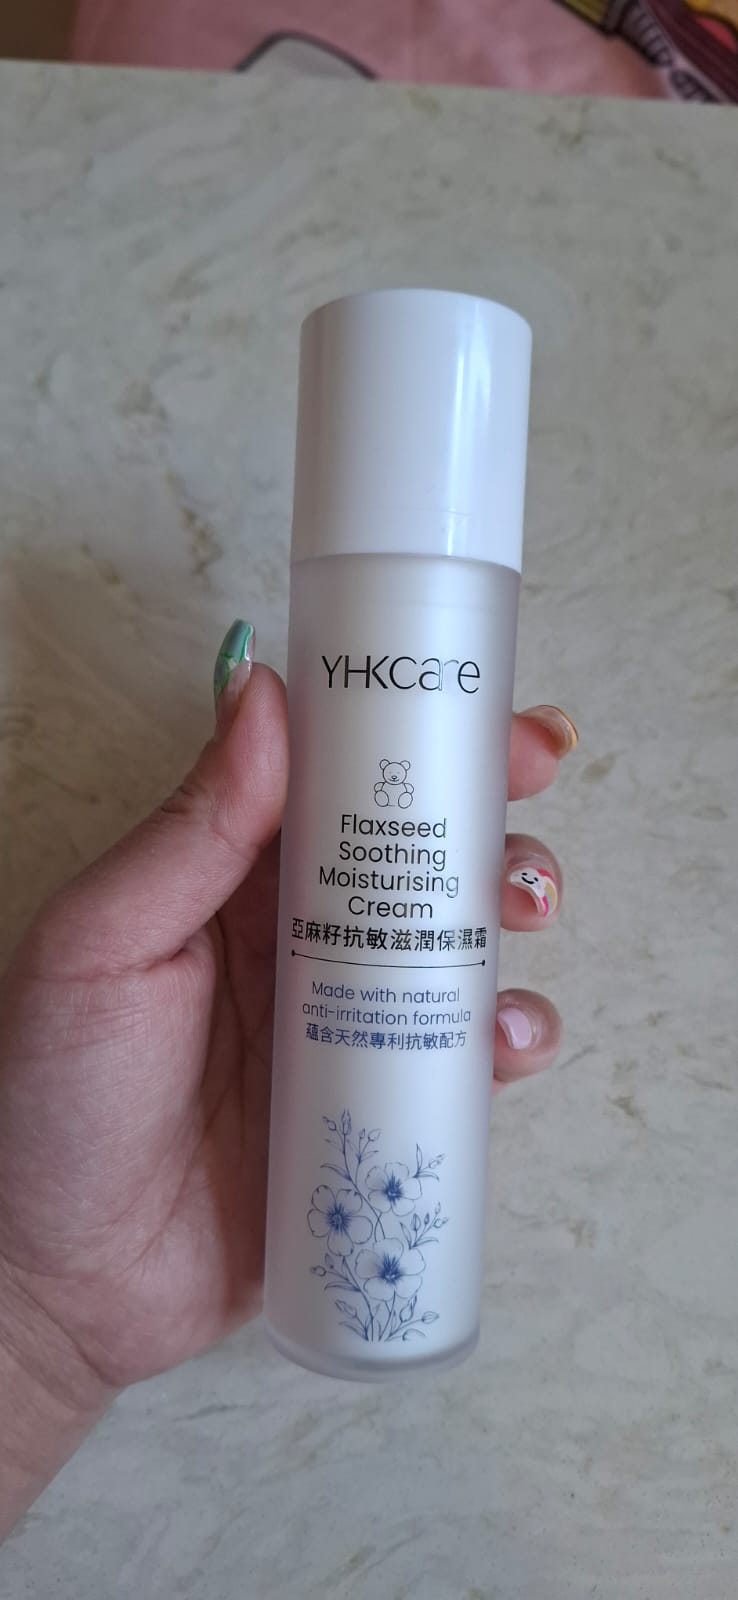 YHKCare
Flaxseed
Soothing
Moisturising
Cream
亞麻籽抗敏滋潤保濕霜
Made with natural
anti-irritation formula
蘊含天然專利抗敏配方